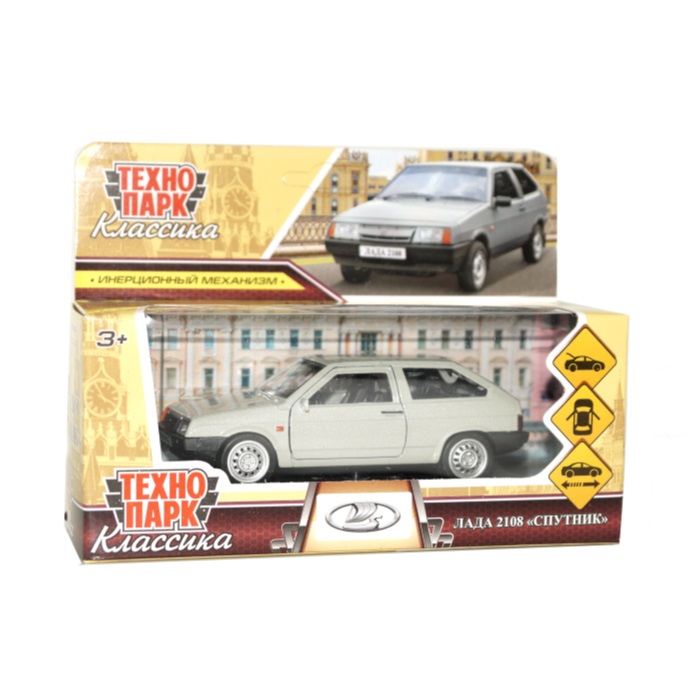 ТЕХНО
ПАРК
Классика
• ИНЕРЦИОННЫЙ МЕХАНИЗМ •
ЛАДА 2108
3+
ТЕХНО
ПАРК
Классика
ЛАДА 2108 «СПУТНИК»